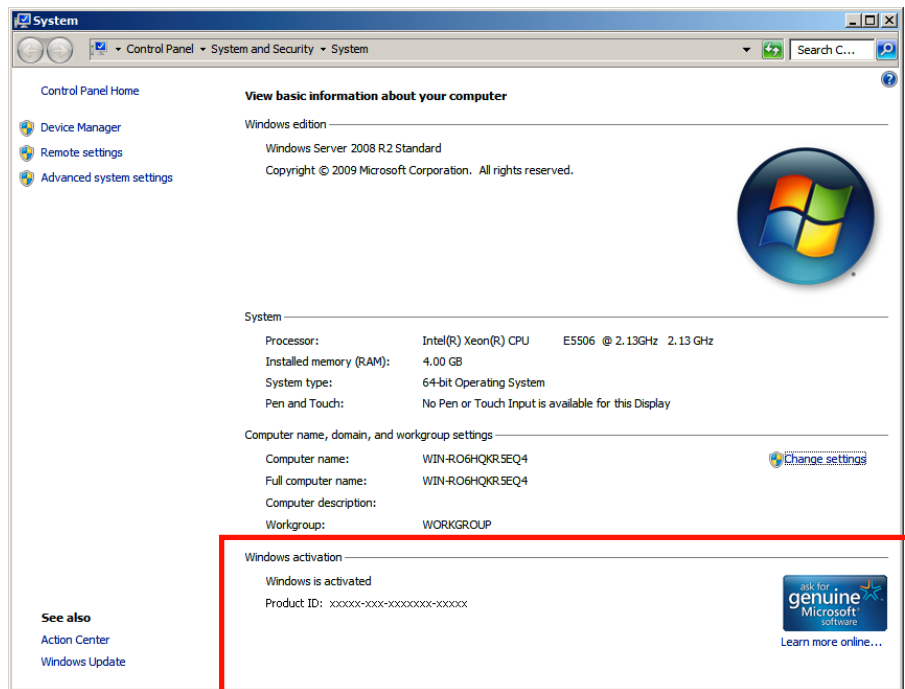 System
Control Panel ▾ System and Security ▾ System
Search C...
Control Panel Home
Device Manager
Remote settings
Advanced system settings
See also
Action Center
Windows Update
View basic information about your computer
Windows edition
Windows Server 2008 R2 Standard
Copyright © 2009 Microsoft Corporation. All rights reserved.
System
Processor: Intel(R) Xeon(R) CPU E5506 @ 2.13GHz 2.13 GHz
Installed memory (RAM): 4.00 GB
System type: 64-bit Operating System
Pen and Touch: No Pen or Touch Input is available for this Display
Computer name, domain, and workgroup settings
Computer name: WIN-RO6HQKR5EQ4
Change settings
Full computer name: WIN-RO6HQKR5EQ4
Computer description:
Workgroup: WORKGROUP
Windows activation
Windows is activated
Product ID: xxxxx-xxx-xxxxxxx-xxxxx
ask for
genuine
Microsoft
software
Learn more online...